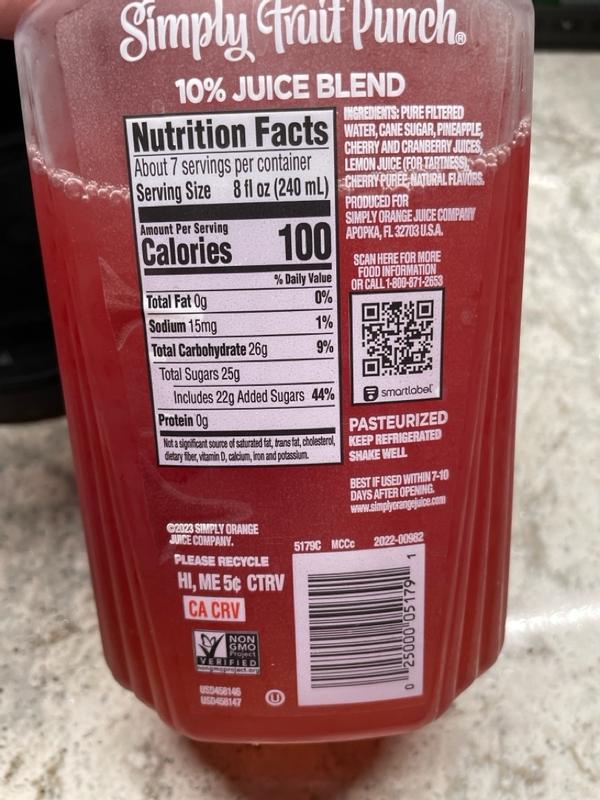 Simply Fruit Punch®
10% JUICE BLEND
Nutrition Facts
About 7 servings per container
Serving Size 8 fl oz (240 mL)
Amount Per Serving
Calories 100
% Daily Value
Total Fat 0g 0%
Sodium 15mg 1%
Total Carbohydrate 26g 9%
Total Sugars 25g
Includes 22g Added Sugars 44%
Protein 0g
Not a significant source of saturated fat, trans fat, cholesterol,
dietary fiber, vitamin D, calcium, iron and potassium.
INGREDIENTS: PURE FILTERED
WATER, CANE SUGAR, PINEAPPLE,
CHERRY AND CRANBERRY JUICES,
LEMON JUICE (FOR TARTNESS),
CHERRY PUREE, NATURAL FLAVORS.
PRODUCED FOR
SIMPLY ORANGE JUICE COMPANY
APOPKA, FL 32703 U.S.A.
SCAN HERE FOR MORE
FOOD INFORMATION
OR CALL 1-800-871-2653
smartlabel
PASTEURIZED
KEEP REFRIGERATED
SHAKE WELL
BEST IF USED WITHIN 7-10
DAYS AFTER OPENING.
www.simplyorangejuice.com
©2023 SIMPLY ORANGE
JUICE COMPANY.
PLEASE RECYCLE
HI, ME 5¢ CTRV
CA CRV
NON
GMO
Project
VERIFIED
nongmoproject.org
USD458146
USD458147
U
5179C MCCc 2022-00982
0 25000 05179 1